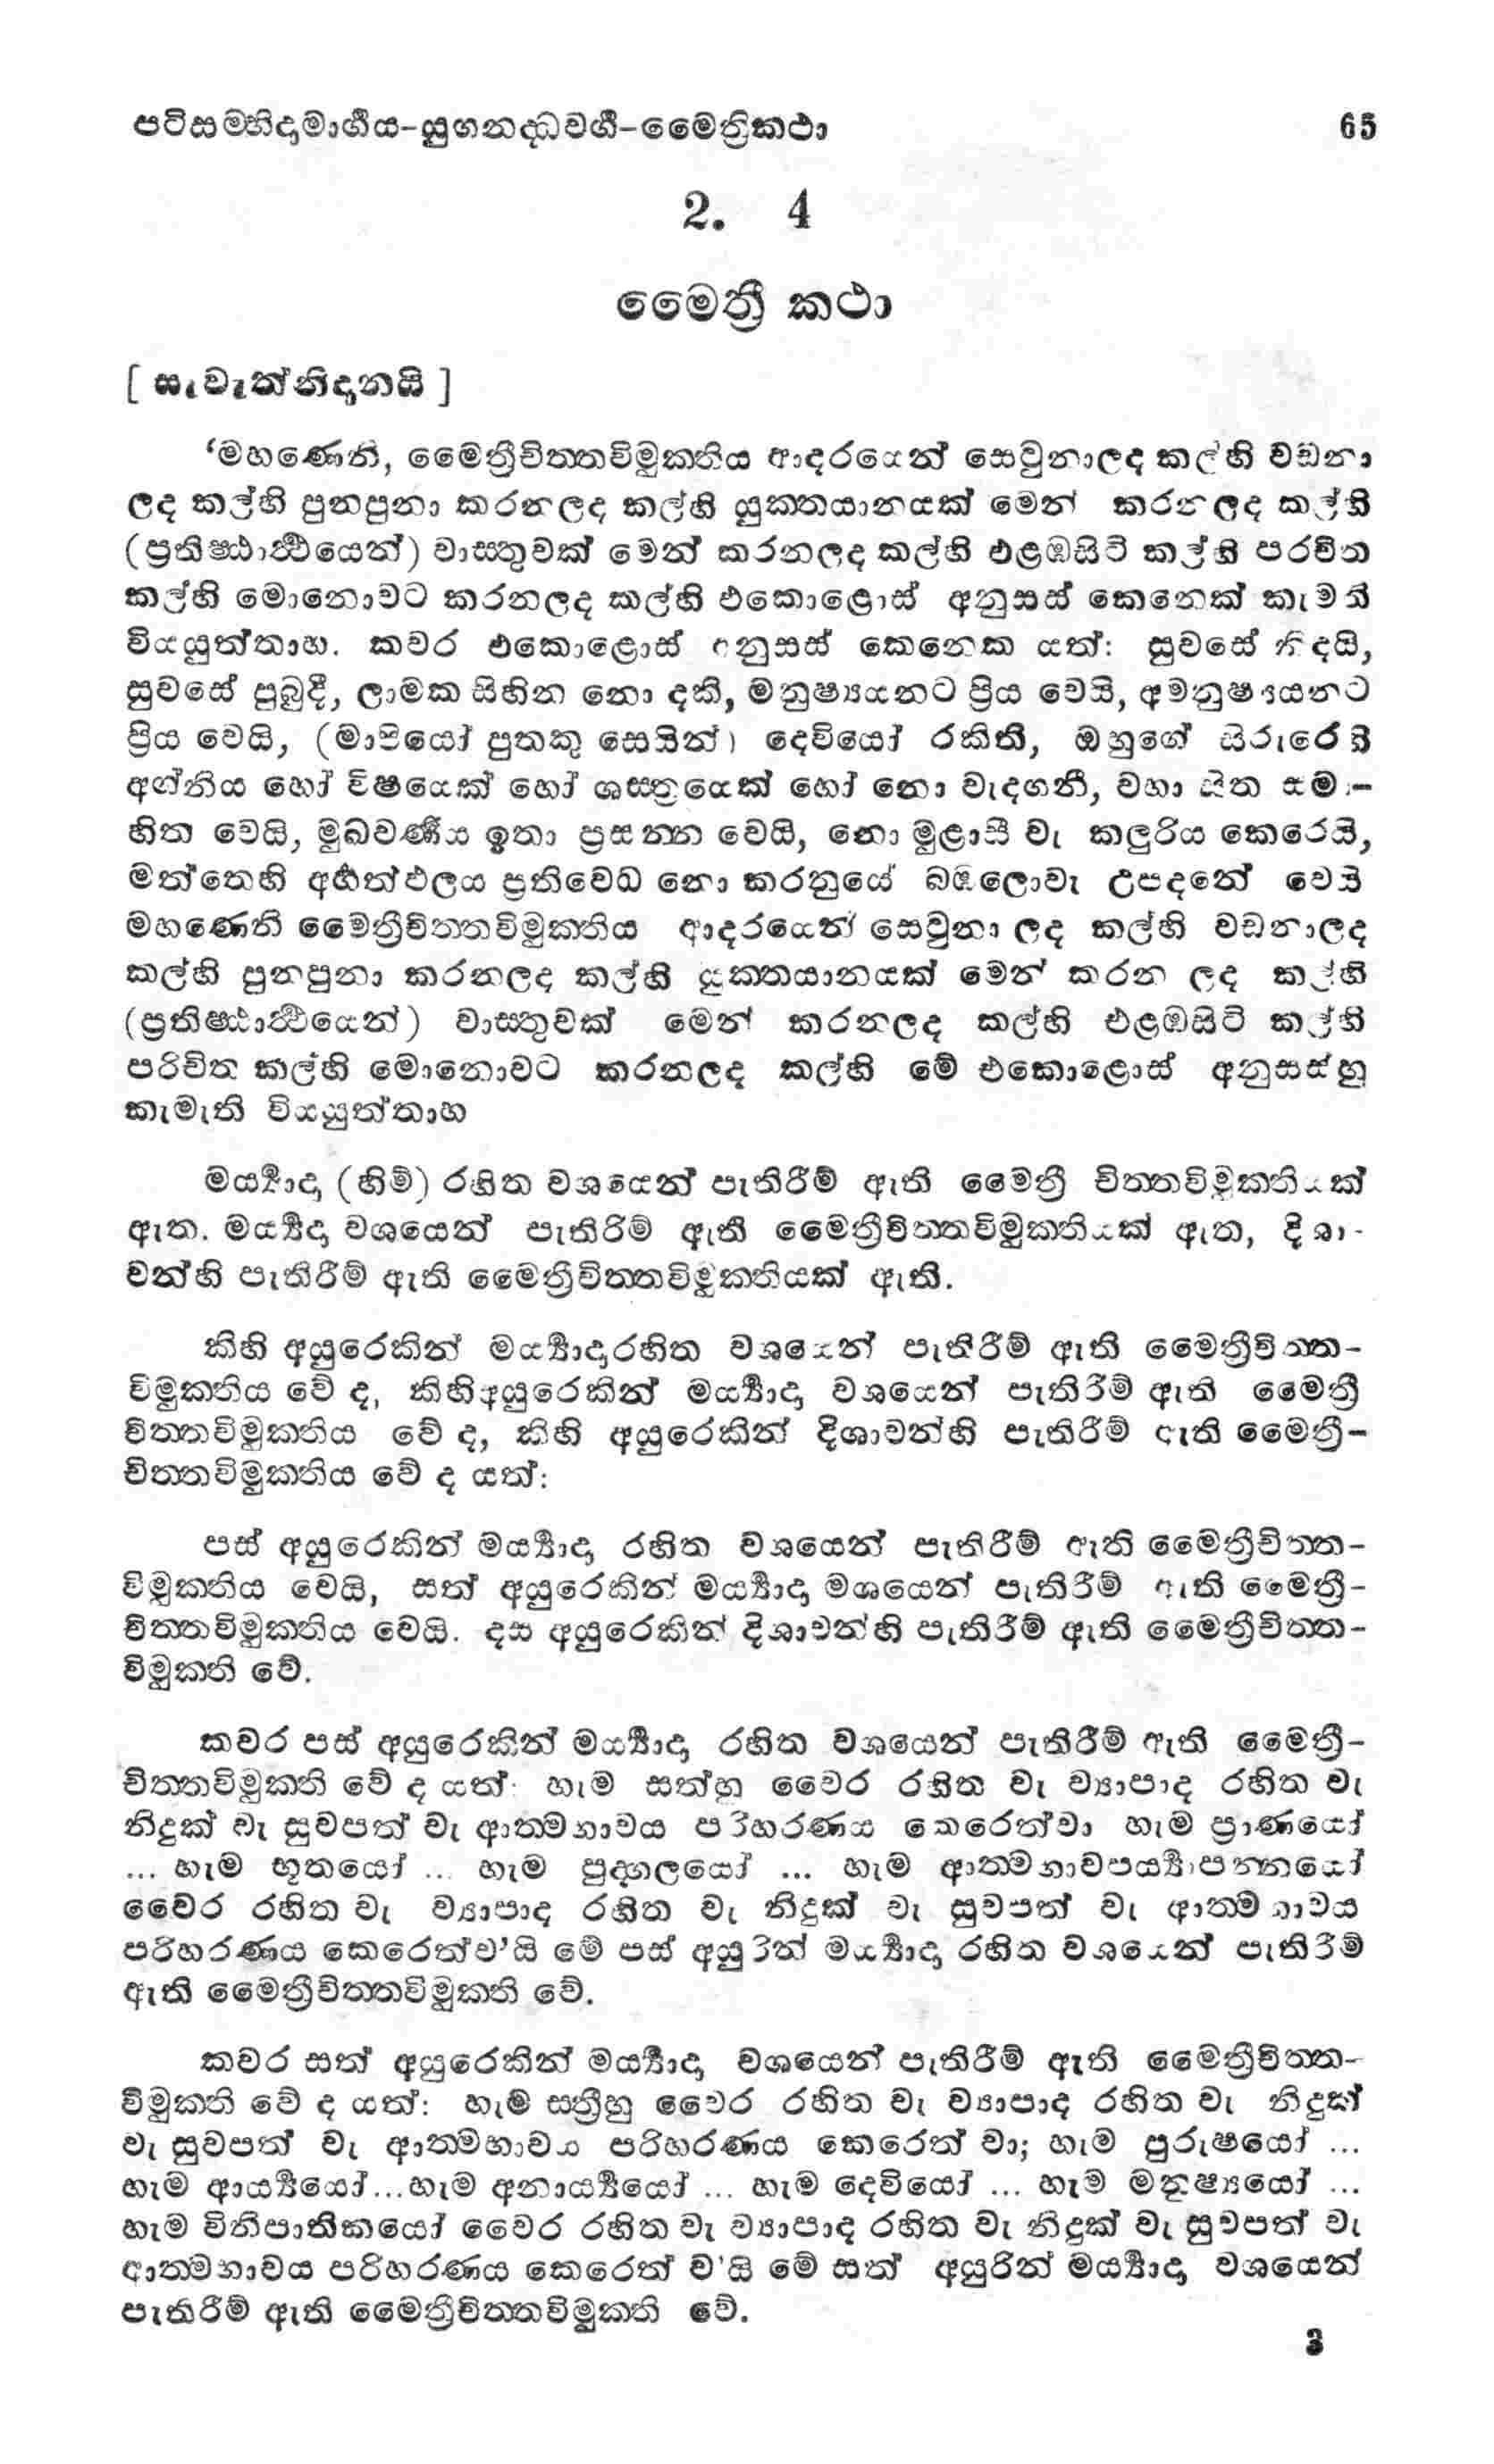 පටිසම්භිදාමාර්‍ගය-යුගනද්ධවර්‍ග-මෛත්‍රිකථා 65
2. 4
මෛත්‍රී කථා
[ සැවැත්නිදානයි ]
‘මහණෙනි, මෛත්‍රීචිත්තවිමුක්තිය ආදරයෙන් සෙවුනාලද කල්හි වඩනා
ලද කල්හි පුනපුනා කරනලද කල්හි යුක්තයානයක් මෙන් කරනලද කල්හි
(ප්‍රතිෂ්ඨාර්‍ථයෙන්) වාස්තුවක් මෙන් කරනලද කල්හි එළඹසිටි කල්හි පරචිත
කල්හි මොනොවට කරනලද කල්හි එකොළොස් අනුසස් කෙනෙක් කැමති
වියයුත්තාහ. කවර එකොළොස් අනුසස් කෙනෙක යත්: සුවසේ නිදයි,
සුවසේ පුබුදී, ලාමක සිහින නො දකී, මනුෂ්‍යයනට ප්‍රිය වෙයි, අමනුෂ්‍යයනට
ප්‍රිය වෙයි, (මාපියෝ පුතකු සෙයින්) දෙවියෝ රකිති, ඔහුගේ සිරුරෙහි
අග්නිය හෝ විෂයෙක් හෝ ශස්ත්‍රයෙක් හෝ නො වැදගනී, වහා සිත සමා-
හිත වෙයි, මුඛවර්‍ණය ඉතා ප්‍රසන්න වෙයි, නො මුළාසි වැ කලුරිය කෙරෙයි,
මත්තෙහි අර්‍හත්ඵලය ප්‍රතිවෙධ නො කරනුයේ බඹලොවැ උපදනේ වෙයි
මහණෙනි මෛත්‍රීචිත්තවිමුක්තිය ආදරයෙන් සෙවුනා ලද කල්හි වඩනාලද
කල්හි පුනපුනා කරනලද කල්හි යුක්තයානයක් මෙන් කරන ලද කල්හි
(ප්‍රතිෂ්ඨාර්‍ථයෙන්) වාස්තුවක් මෙන් කරනලද කල්හි එළඹසිටි කල්හි
පරිචිත කල්හි මොනොවට කරනලද කල්හි මේ එකොළොස් අනුසස්හු
කැමැති වියයුත්තාහ
මර්‍ය්‍යාදා (හිම්) රහිත වශයෙන් පැතිරීම් ඇති මෛත්‍රී චිත්තවිමුක්තියක්
ඇත. මර්‍ය්‍යදා වශයෙන් පැතිරිම් ඇති මෛත්‍රීචිත්තවිමුක්තියක් ඇත, දිශා-
වන්හි පැතිරීම් ඇති මෛත්‍රීචිත්තවිමුක්තියක් ඇති.
කිහි අයුරෙකින් මර්‍ය්‍යාදාරහිත වශයෙන් පැතිරීම් ඇති මෛත්‍රීචිත්ත-
විමුක්තිය වේ ද, කිහිඅයුරෙකින් මර්‍ය්‍යාදා වශයෙන් පැතිරීම් ඇති මෛත්‍රී
චිත්තවිමුක්තිය වේ ද, කිහි අයුරෙකින් දිශාවන්හි පැතිරීම් ඇති මෛත්‍රී-
චිත්තවිමුක්තිය වේ ද යත්:
පස් අයුරෙකින් මර්‍ය්‍යාදා රහිත වශයෙන් පැතිරීම් ඇති මෛත්‍රීචිත්ත-
විමුක්තිය වෙයි, සත් අයුරෙකින් මර්‍ය්‍යාදා මශයෙන් පැතිරීම් ඇති මෛත්‍රී-
චිත්තවිමුක්තිය වෙයි. දස අයුරෙකින් දිශාවන්හි පැතිරීම් ඇති මෛත්‍රීචිත්ත-
විමුක්ති වේ.
කවර පස් අයුරෙකින් මර්‍ය්‍යාදා රහිත වශයෙන් පැතිරීම් ඇති මෛත්‍රී-
චිත්තවිමුක්ති වේ ද යත්: හැම සත්හු වෛර රහිත වැ ව්‍යාපාද රහිත වැ
නිදුක් වැ සුවපත් වැ ආත්මභාවය පරිහරණය කෙරෙත්වා හැම ප්‍රාණයෝ
... හැම භූතයෝ ... හැම පුද්ගලයෝ ... හැම ආත්මභාවපර්‍ය්‍යාපන්නයෝ
වෛර රහිත වැ ව්‍යාපාද රහිත වැ නිදුක් වැ සුවපත් වැ ආත්මභාවය
පරිහරණය කෙරෙත්ව’යි මේ පස් අයුරින් මර්‍ය්‍යාදා රහිත වශයෙන් පැතිරීම්
ඇති මෛත්‍රීචිත්තවිමුක්ති වේ.
කවර සත් අයුරෙකින් මර්‍ය්‍යාදා වශයෙන් පැතිරීම් ඇති මෛත්‍රීචිත්ත-
විමුක්ති වේ ද යත්: හැම ස්ත්‍රීහු වෛර රහිත වැ ව්‍යාපාද රහිත වැ නිදුක්
වැ සුවපත් වැ ආත්මභාවය පරිහරණය කෙරෙත් වා; හැම පුරුෂයෝ ...
හැම ආර්‍ය්‍යයෝ...හැම අනාර්‍ය්‍යයෝ ... හැම දෙවියෝ ... හැම මනුෂ්‍යයෝ ...
හැම විනිපාතිකයෝ වෛර රහිත වැ ව්‍යාපාද රහිත වැ නිදුක් වැ සුවපත් වැ
ආත්මභාවය පරිහරණය කෙරෙත් ව’යි මේ සත් අයුරින් මර්‍ය්‍යාදා වශයෙන්
පැතිරීම් ඇති මෛත්‍රීචිත්තවිමුක්ති වේ.
3